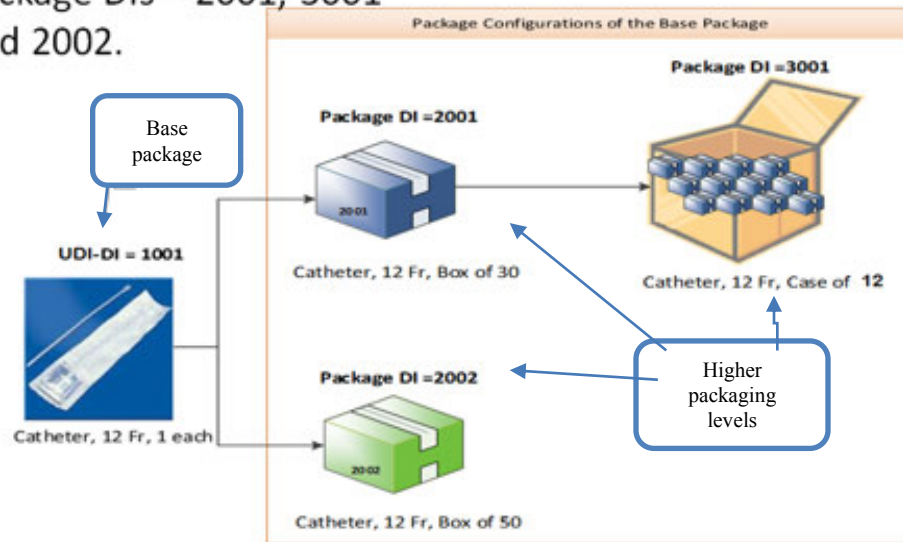 d 2002.
Package Configurations of the Base Package
Base
package
Package DI =2001
Package DI =3001
2001
UDI-DI = 1001
Catheter, 12 Fr, Box of 30
Catheter, 12 Fr, Case of 12
Catheter, 12 Fr, 1 each
Package DI =2002
Higher
packaging
levels
2002
Catheter, 12 Fr, Box of 50